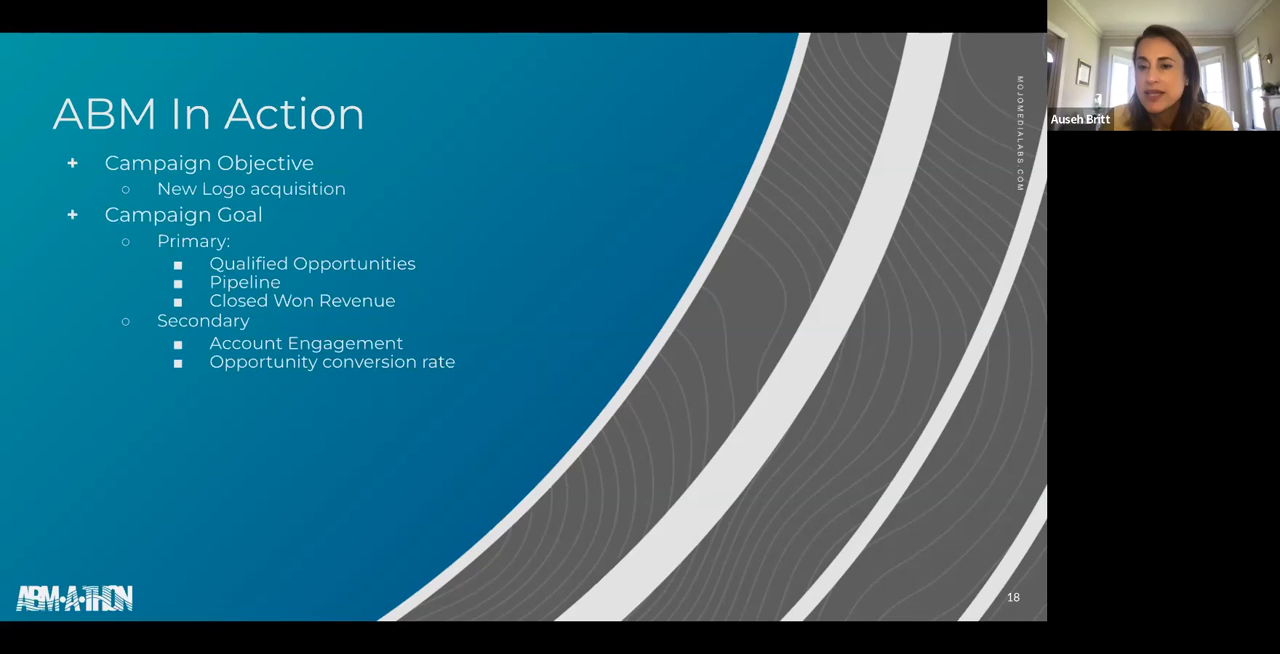 ABM In Action
+ Campaign Objective
○ New Logo acquisition
+ Campaign Goal
○ Primary:
■ Qualified Opportunities
■ Pipeline
■ Closed Won Revenue
○ Secondary
■ Account Engagement
■ Opportunity conversion rate
ABM•A•THON
18
MOJOMEDIALABS.COM
Auseh Britt